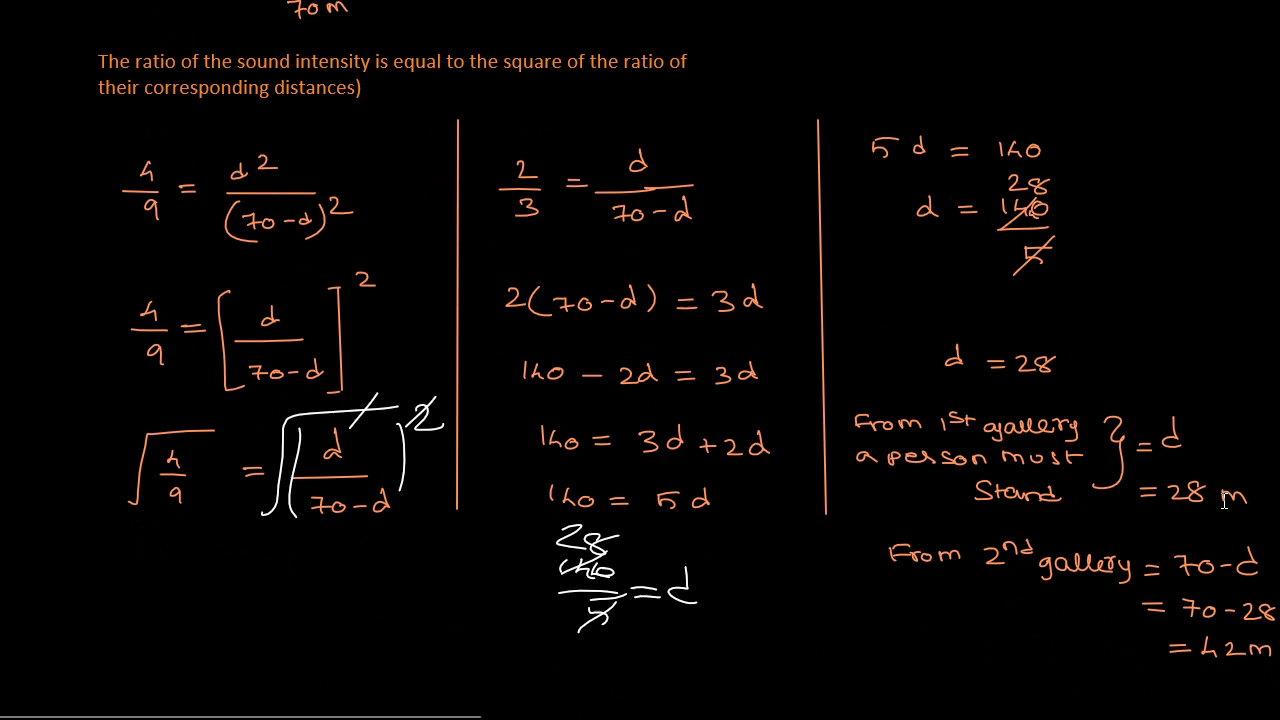 70 m
The ratio of the sound intensity is equal to the square of the ratio of
their corresponding distances)
4/9 = d²/(70-d)²
4/9 = [d/70-d]²
√4/9 = √(d/70-d)²
2/3 = d/70-d
2(70-d) = 3d
140 - 2d = 3d
140 = 3d+2d
140 = 5d
28
140/5 = d
5d = 140
28
d = 140/5
d = 28
From 1st gallery
a person must
Stand
} = d
= 28 m
From 2nd gallery = 70-d
= 70-28
= 42m